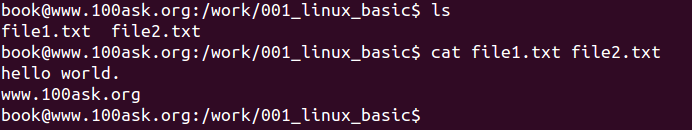 book@www.100ask.org:/work/001_linux_basic$ ls
file1.txt  file2.txt
book@www.100ask.org:/work/001_linux_basic$ cat file1.txt file2.txt
hello world.
www.100ask.org
book@www.100ask.org:/work/001_linux_basic$